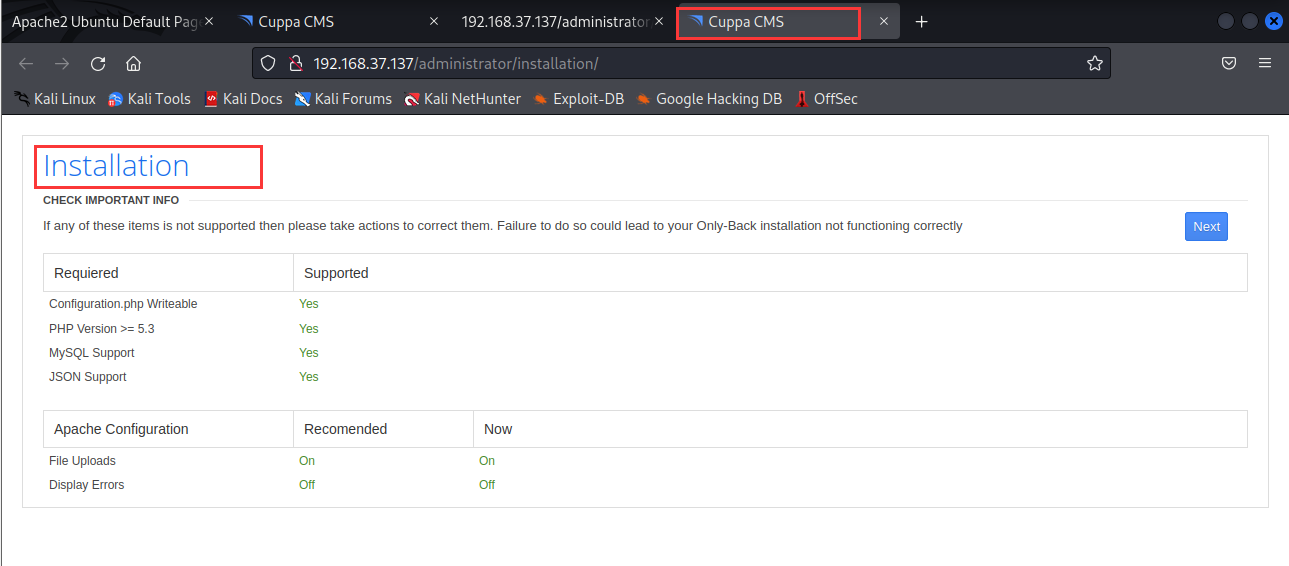 Apache2 Ubuntu Default Pag Cuppa CMS 192.168.37.137/administrator Cuppa CMS
192.168.37.137/administrator/installation/
Kali Linux Kali Tools Kali Docs Kali Forums Kali NetHunter Exploit-DB Google Hacking DB OffSec
Installation
CHECK IMPORTANT INFO
If any of these items is not supported then please take actions to correct them. Failure to do so could lead to your Only-Back installation not functioning correctly Next
Requiered Supported
Configuration.php Writeable Yes
PHP Version >= 5.3 Yes
MySQL Support Yes
JSON Support Yes
Apache Configuration Recomended Now
File Uploads On On
Display Errors Off Off